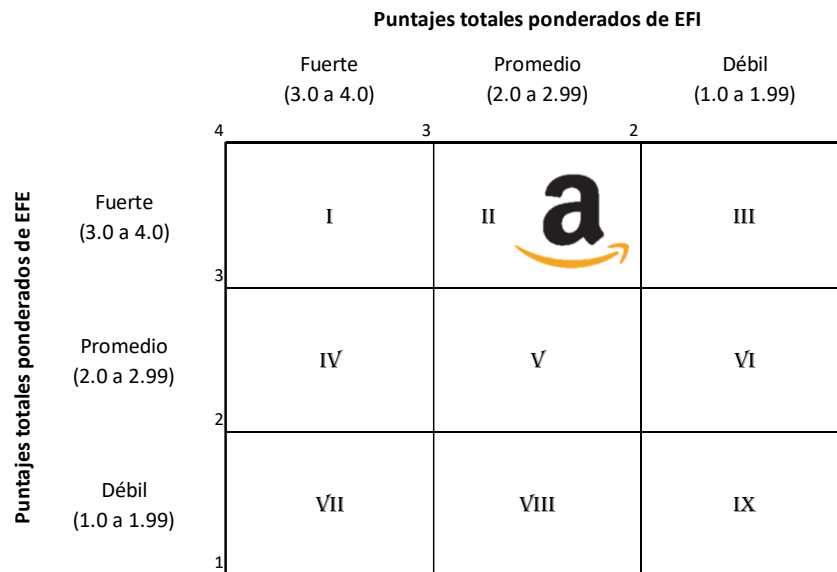 Puntajes totales ponderados de EFI
Fuerte
(3.0 a 4.0)
Promedio
(2.0 a 2.99)
Débil
(1.0 a 1.99)
4 3 2
Puntajes totales ponderados de EFE
Fuerte
(3.0 a 4.0)
I II a III
3
Promedio
(2.0 a 2.99)
IV V VI
2
Débil
(1.0 a 1.99)
VII VIII IX
1